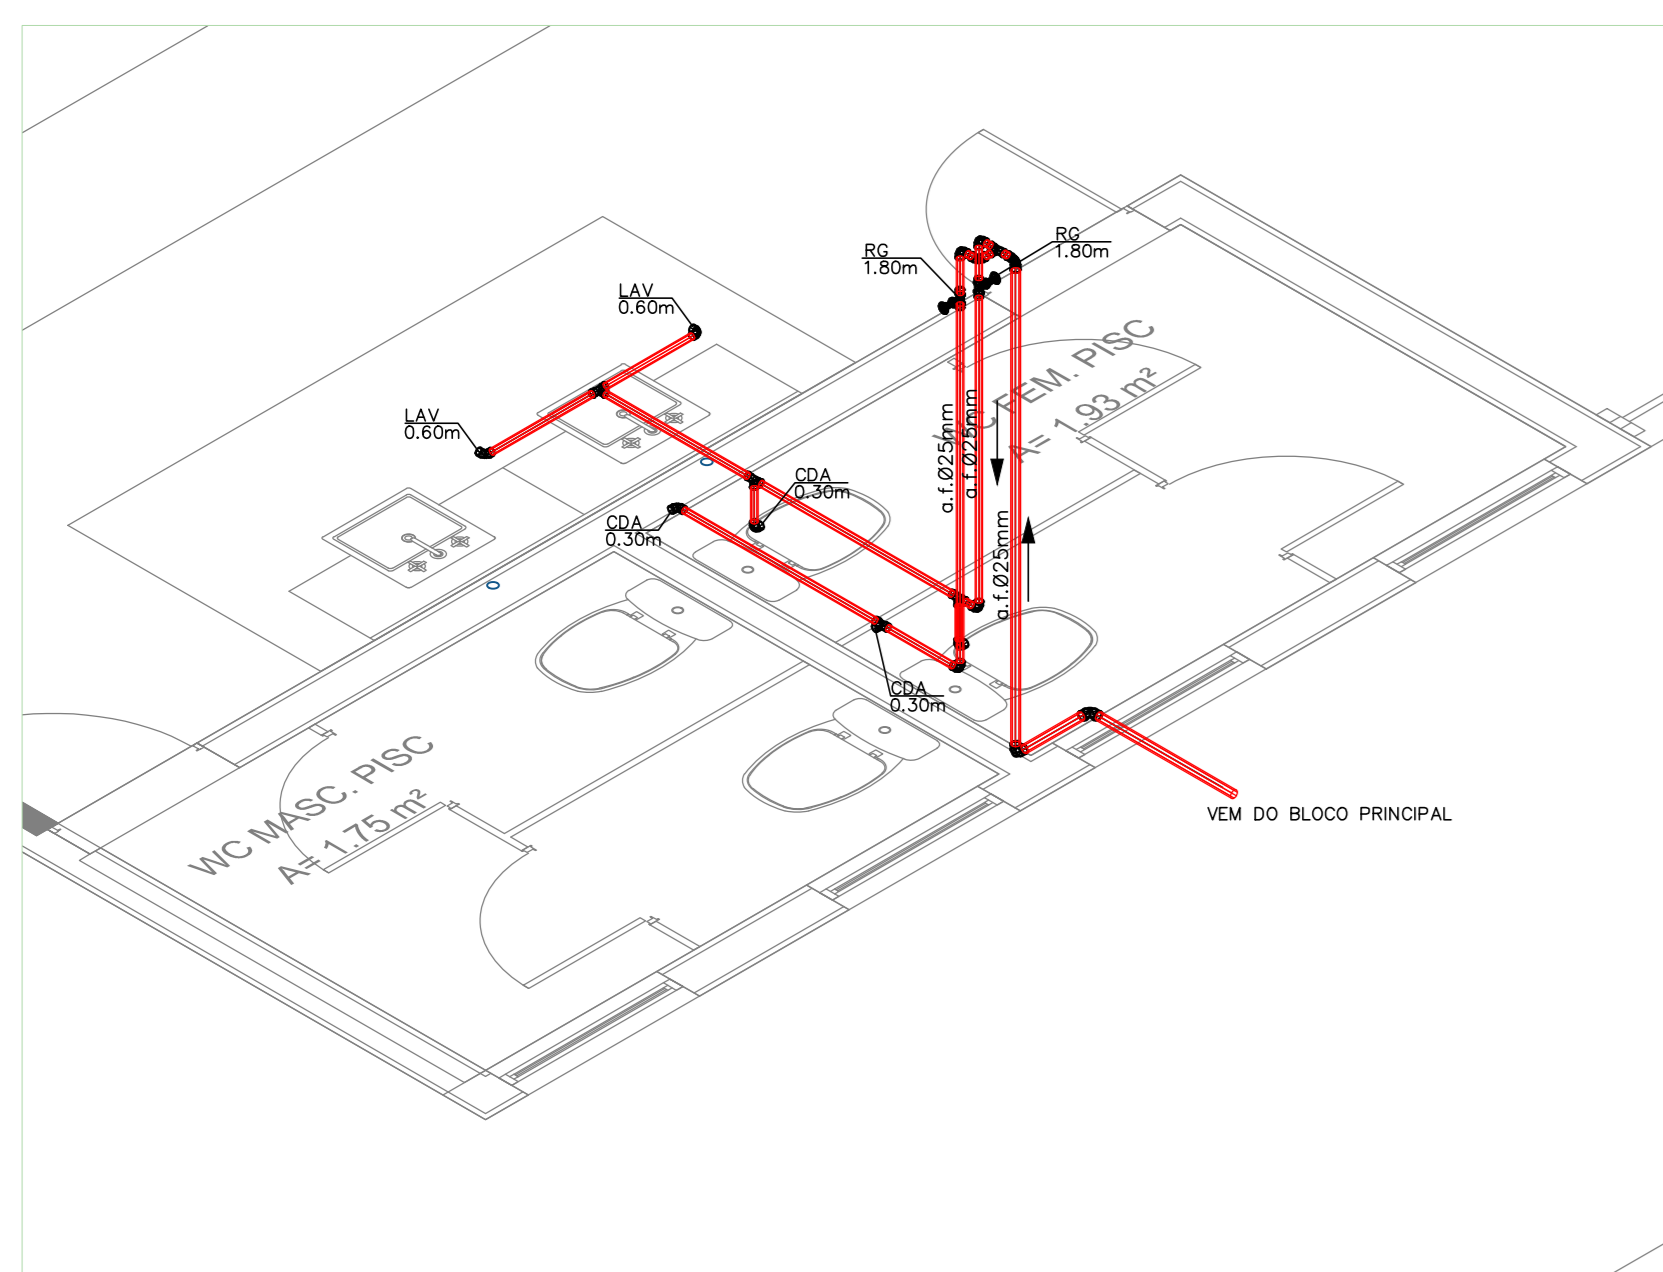 RG
1.80m
RG
1.80m
LAV
0.60m
LAV
0.60m
CDA
0.30m
CDA
0.30m
CDA
0.30m
a.f.Ø25mm
a.f.Ø25mm
a.f.Ø25mm
WC FEM. PISC
A= 1.93 m²
WC MASC. PISC
A= 1.75 m²
VEM DO BLOCO PRINCIPAL